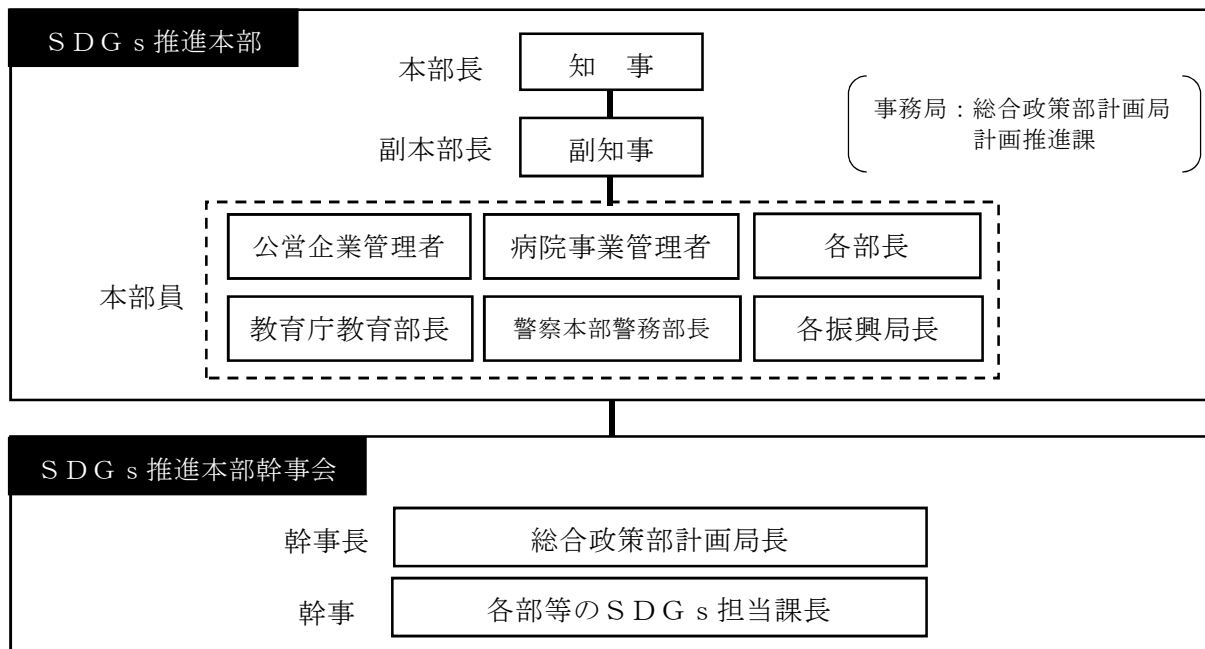 ＳＤＧｓ推進本部
本部長
知　事
事務局：総合政策部計画局
計画推進課
副本部長
副知事
公営企業管理者
病院事業管理者
各部長
本部員
教育庁教育部長
警察本部警務部長
各振興局長
ＳＤＧｓ推進本部幹事会
幹事長
総合政策部計画局長
幹事
各部等のＳＤＧｓ担当課長